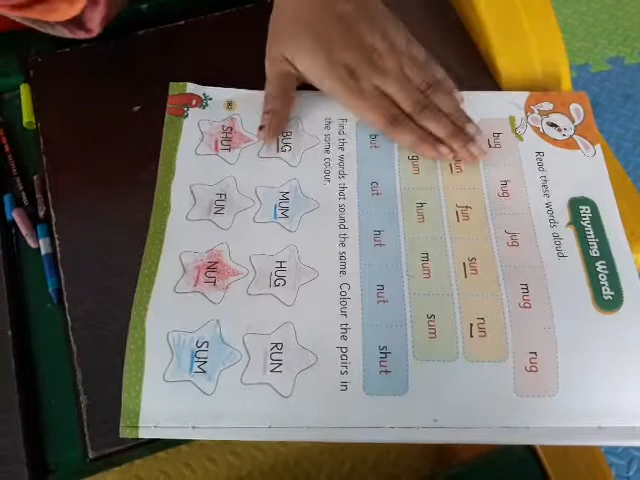 Rhyming Words
Read these words aloud.
bug hug jug mug rug
fun sun run
gum hum mum sum
but cut hut nut shut
Find the words that sound the same. Colour the pairs in
the same colour.
BUG MUM HUG RUN
SHUT FUN NUT SUM